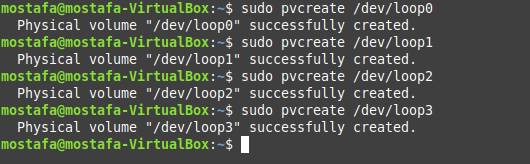 mostafa@mostafa-VirtualBox:~$ sudo pvcreate /dev/loop0
  Physical volume "/dev/loop0" successfully created.
mostafa@mostafa-VirtualBox:~$ sudo pvcreate /dev/loop1
  Physical volume "/dev/loop1" successfully created.
mostafa@mostafa-VirtualBox:~$ sudo pvcreate /dev/loop2
  Physical volume "/dev/loop2" successfully created.
mostafa@mostafa-VirtualBox:~$ sudo pvcreate /dev/loop3
  Physical volume "/dev/loop3" successfully created.
mostafa@mostafa-VirtualBox:~$